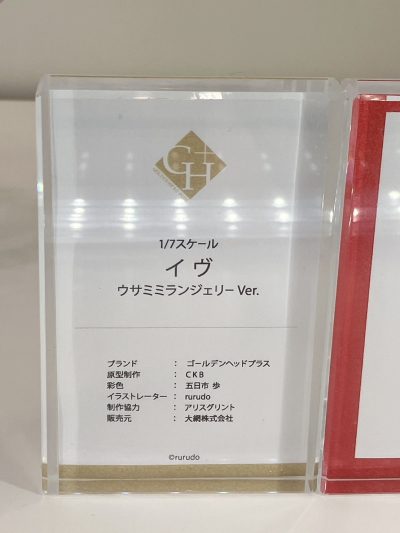 GH+
1/7スケール
イヴ
ウサミミランジェリー Ver.
ブランド : ゴールデンヘッドプラス
原型制作 : CKB
彩色 : 五日市 歩
イラストレーター : rurudo
制作協力 : アリスグリント
販売元 : 大網株式会社
©rurudo